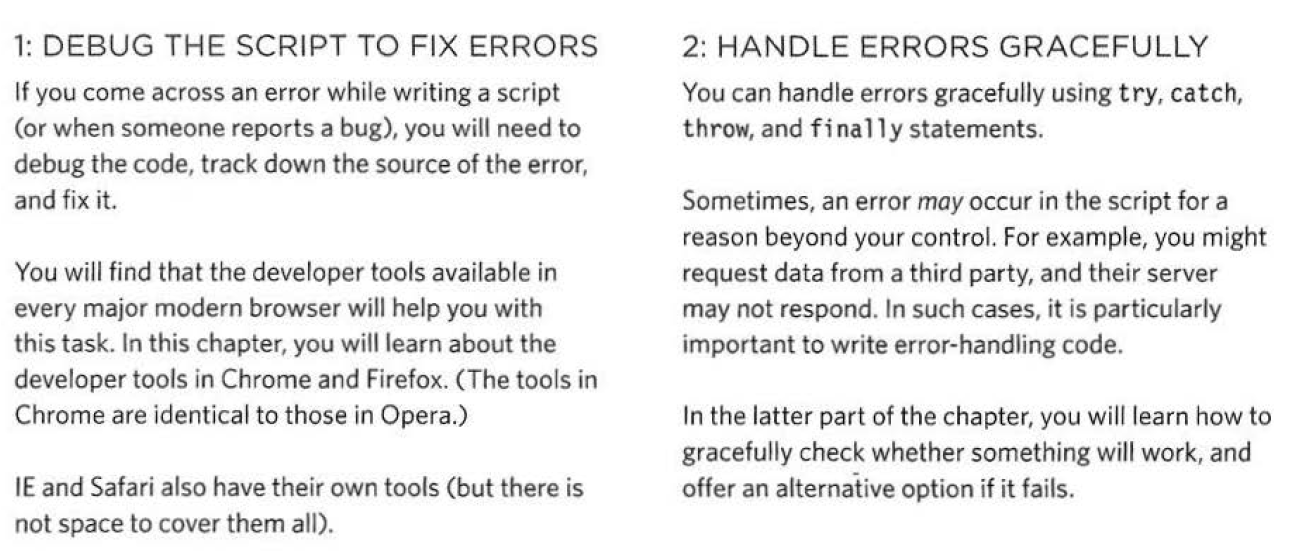 1: DEBUG THE SCRIPT TO FIX ERRORS
If you come across an error while writing a script
(or when someone reports a bug), you will need to
debug the code, track down the source of the error,
and fix it.
You will find that the developer tools available in
every major modern browser will help you with
this task. In this chapter, you will learn about the
developer tools in Chrome and Firefox. (The tools in
Chrome are identical to those in Opera.)
IE and Safari also have their own tools (but there is
not space to cover them all).
2: HANDLE ERRORS GRACEFULLY
You can handle errors gracefully using try, catch,
throw, and finally statements.
Sometimes, an error may occur in the script for a
reason beyond your control. For example, you might
request data from a third party, and their server
may not respond. In such cases, it is particularly
important to write error-handling code.
In the latter part of the chapter, you will learn how to
gracefully check whether something will work, and
offer an alternative option if it fails.